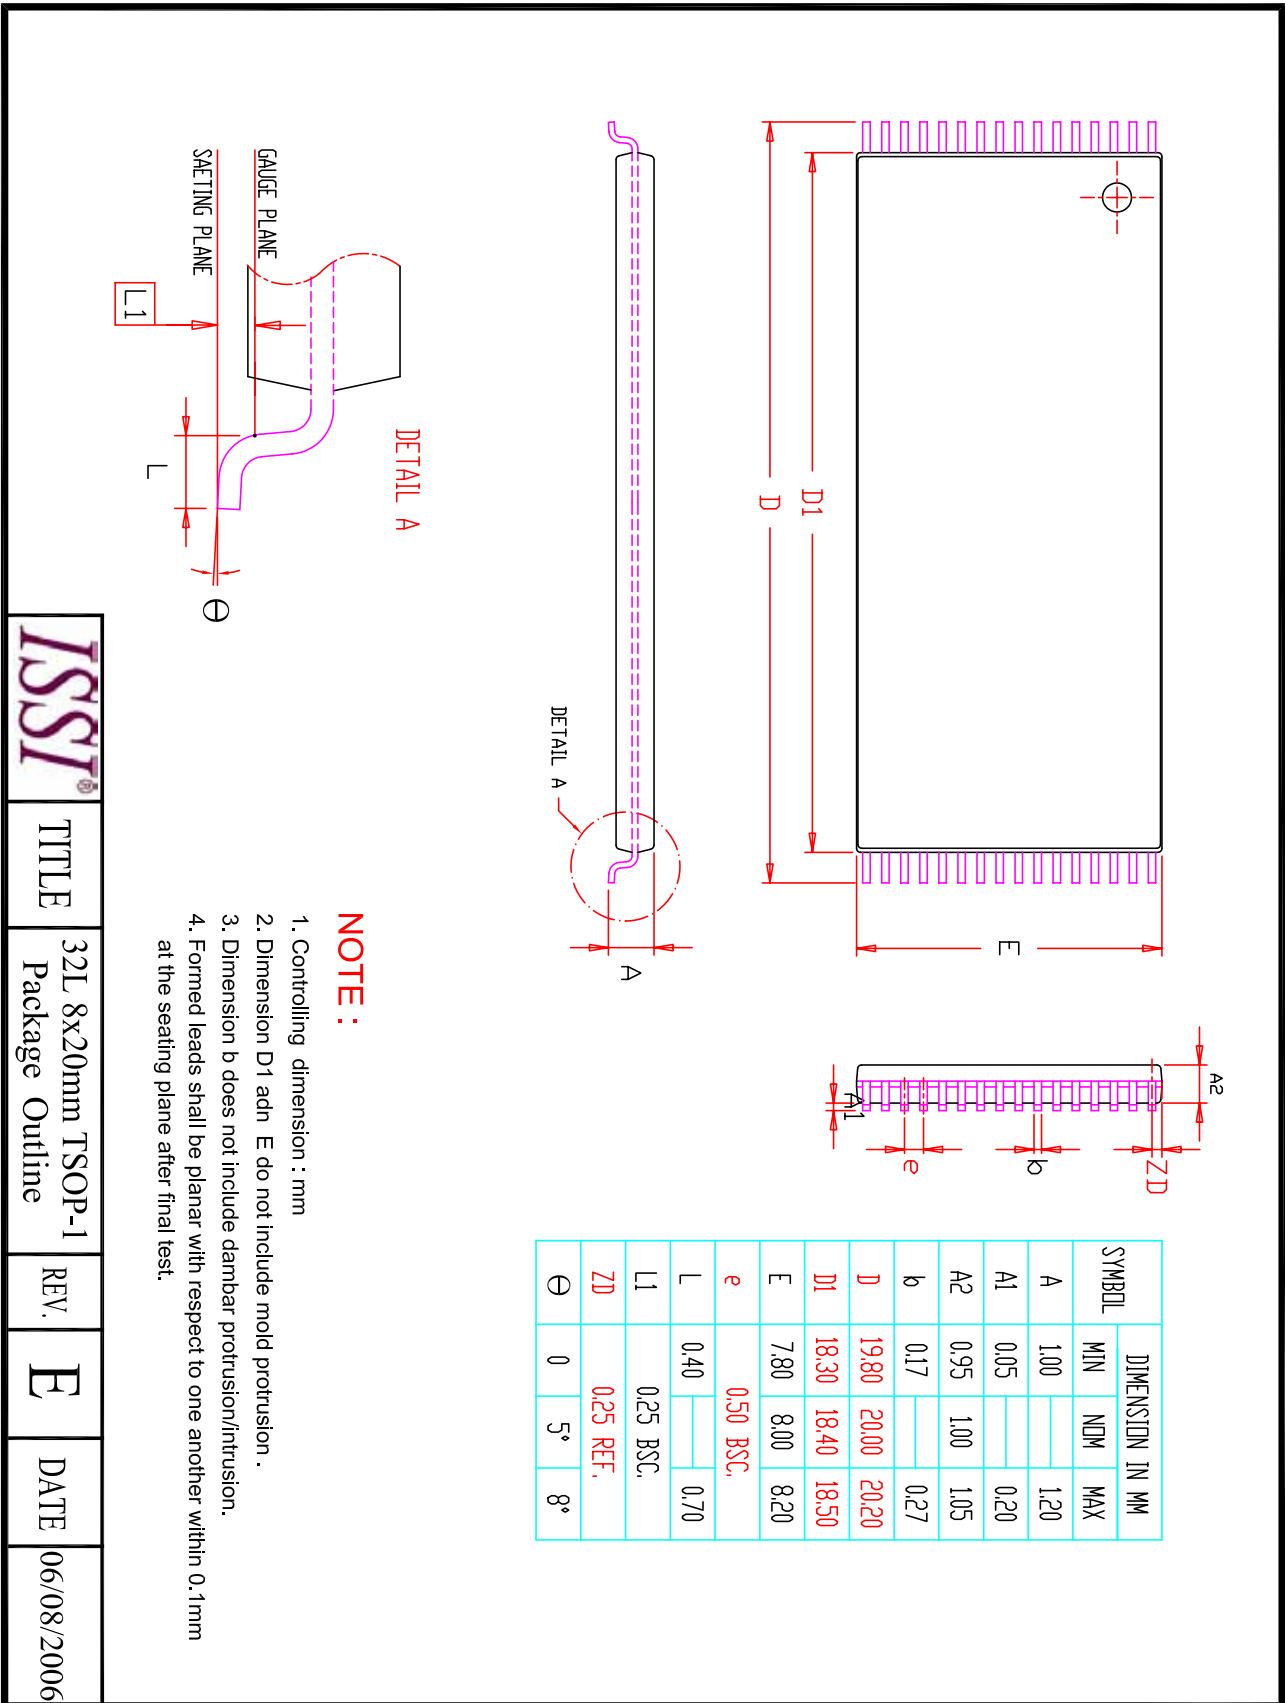 D1
D
E
A
DETAIL A
A2
A1
e
b
ZD
GAUGE PLANE
SAETING PLANE
L1
L
DETAIL A
Θ
SYMBOL DIMENSION IN MM
MIN NOM MAX
A 1.00 1.20
A1 0.05 0.20
A2 0.95 1.00 1.05
b 0.17 0.27
D 19.80 20.00 20.20
D1 18.30 18.40 18.50
E 7.80 8.00 8.20
e 0.50 BSC.
L 0.40 0.70
L1 0.25 BSC.
ZD 0.25 REF.
Θ 0 5° 8°
NOTE :
1. Controlling dimension : mm
2. Dimension D1 adn E do not include mold protrusion .
3. Dimension b does not include dambar protrusion/intrusion.
4. Formed leads shall be planar with respect to one another within 0.1mm
at the seating plane after final test.
ISSI®
TITLE
32L 8x20mm TSOP-1
Package Outline
REV.
E
DATE
06/08/2006